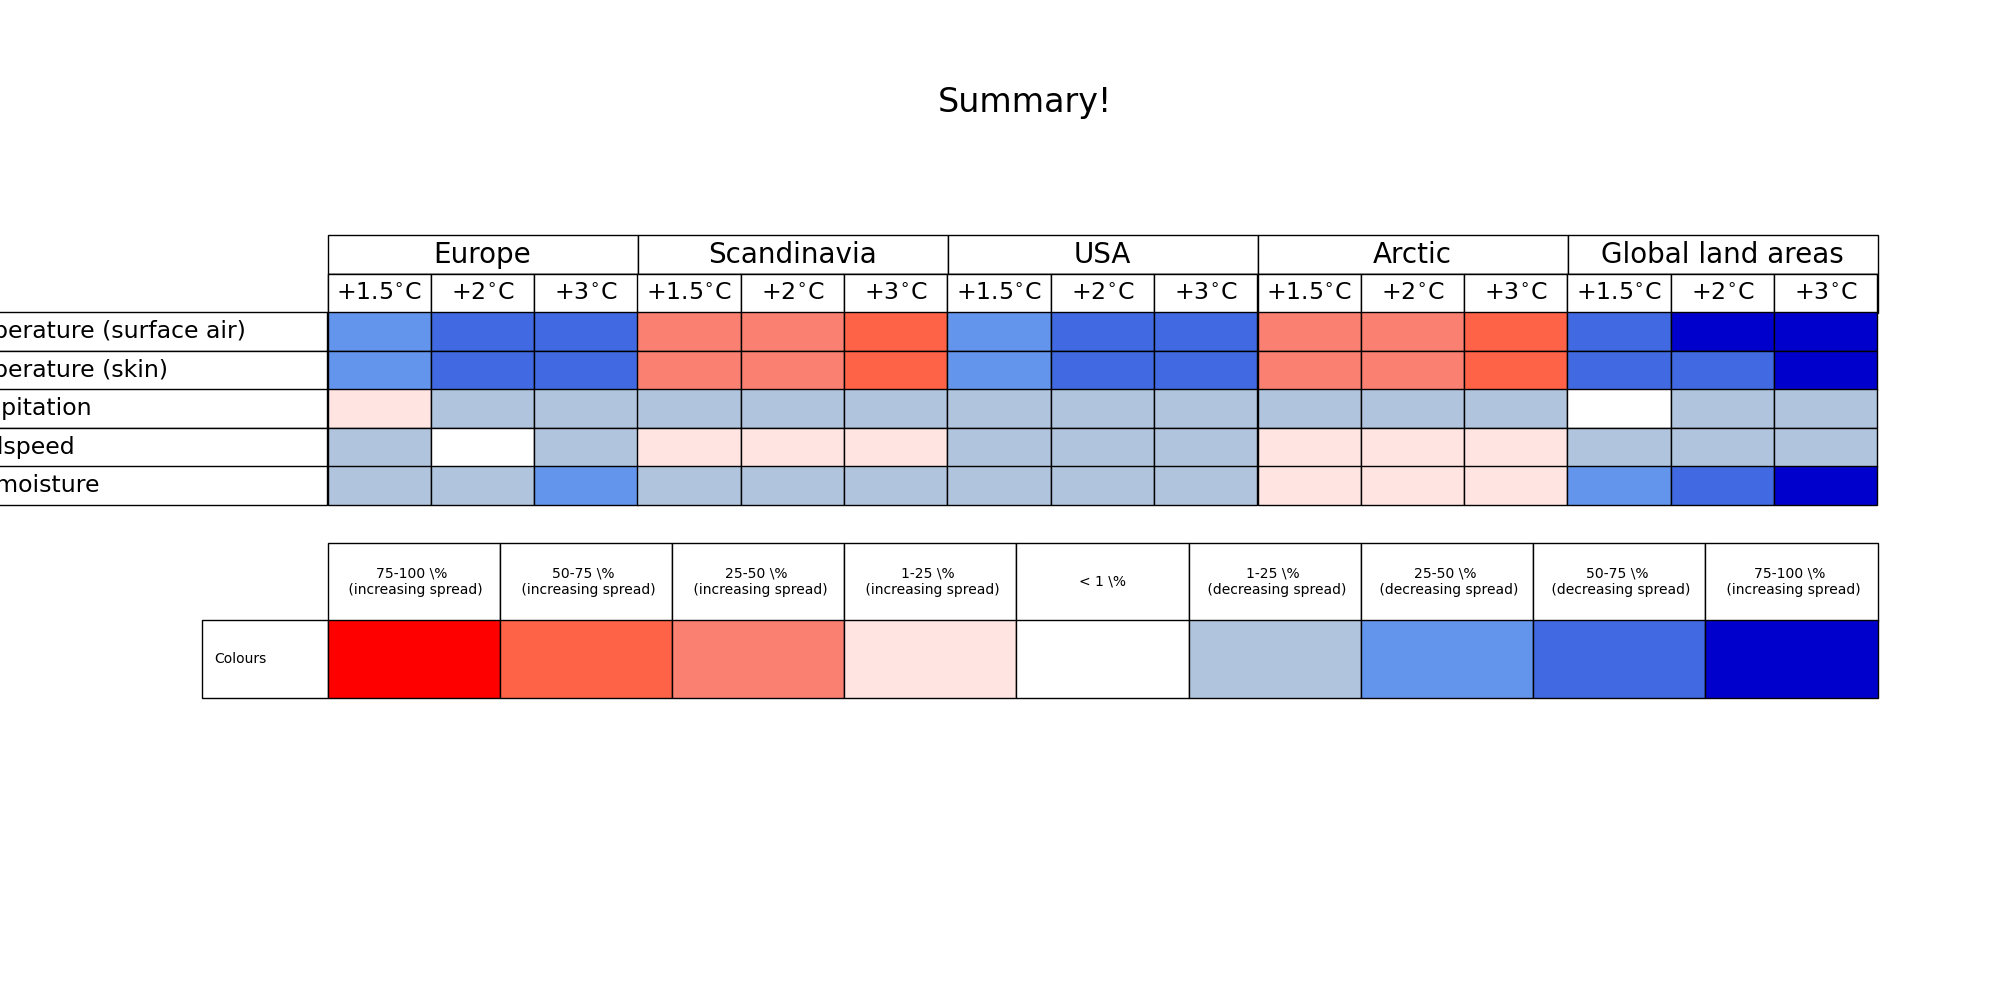 Summary!
Europe Scandinavia USA Arctic Global land areas
+1.5°C +2°C +3°C +1.5°C +2°C +3°C +1.5°C +2°C +3°C +1.5°C +2°C +3°C +1.5°C +2°C +3°C
perature (surface air)
perature (skin)
pitation
lspeed
moisture
75-100 \% 50-75 \% 25-50 \% 1-25 \% < 1 \% 1-25 \% 25-50 \% 50-75 \% 75-100 \%
(increasing spread) (increasing spread) (increasing spread) (increasing spread) (decreasing spread) (decreasing spread) (decreasing spread) (increasing spread)
Colours